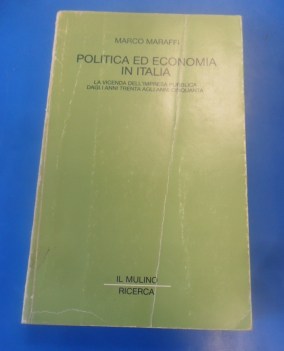 MARCO MARAFFI
POLITICA ED ECONOMIA
IN ITALIA
LA VICENDA DELL'IMPRESA PUBBLICA
DAGLI ANNI TRENTA AGLI ANNI CINQUANTA
IL MULINO
RICERCA